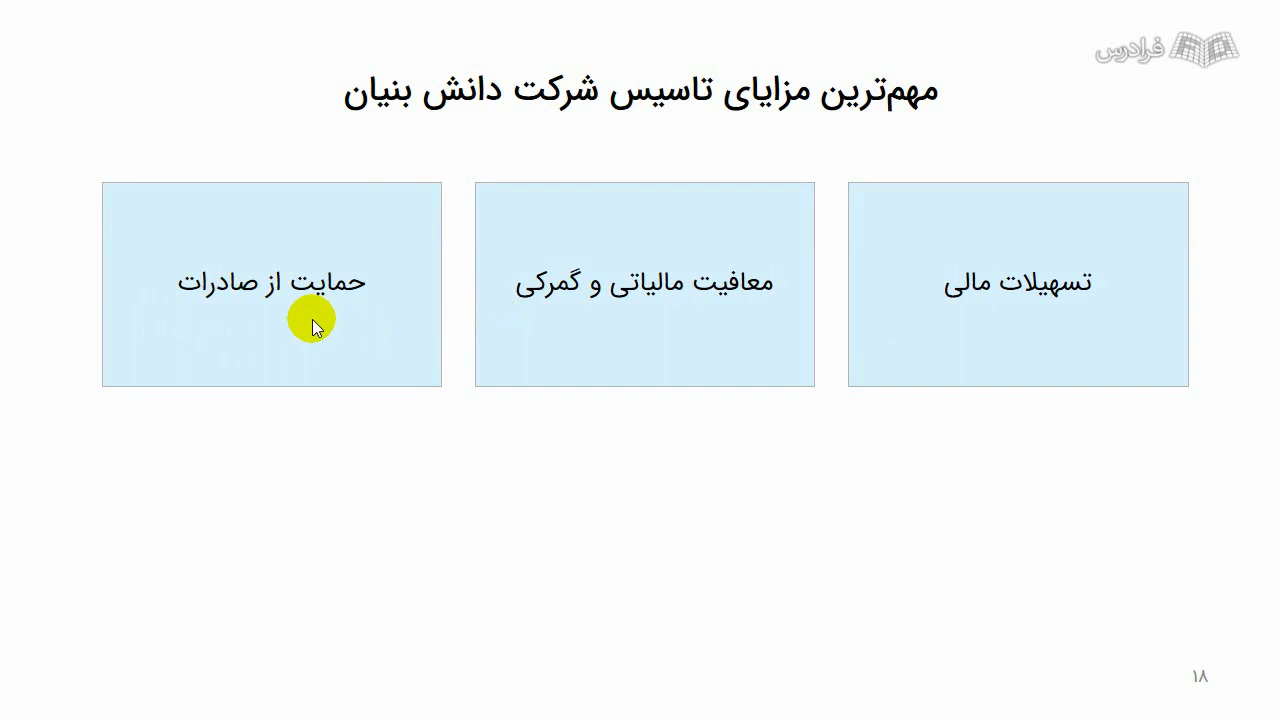 فرادرس
مهم‌ترین مزایای تاسیس شرکت دانش بنیان
تسهیلات مالی
معافیت مالیاتی و گمرکی
حمایت از صادرات
۱۸